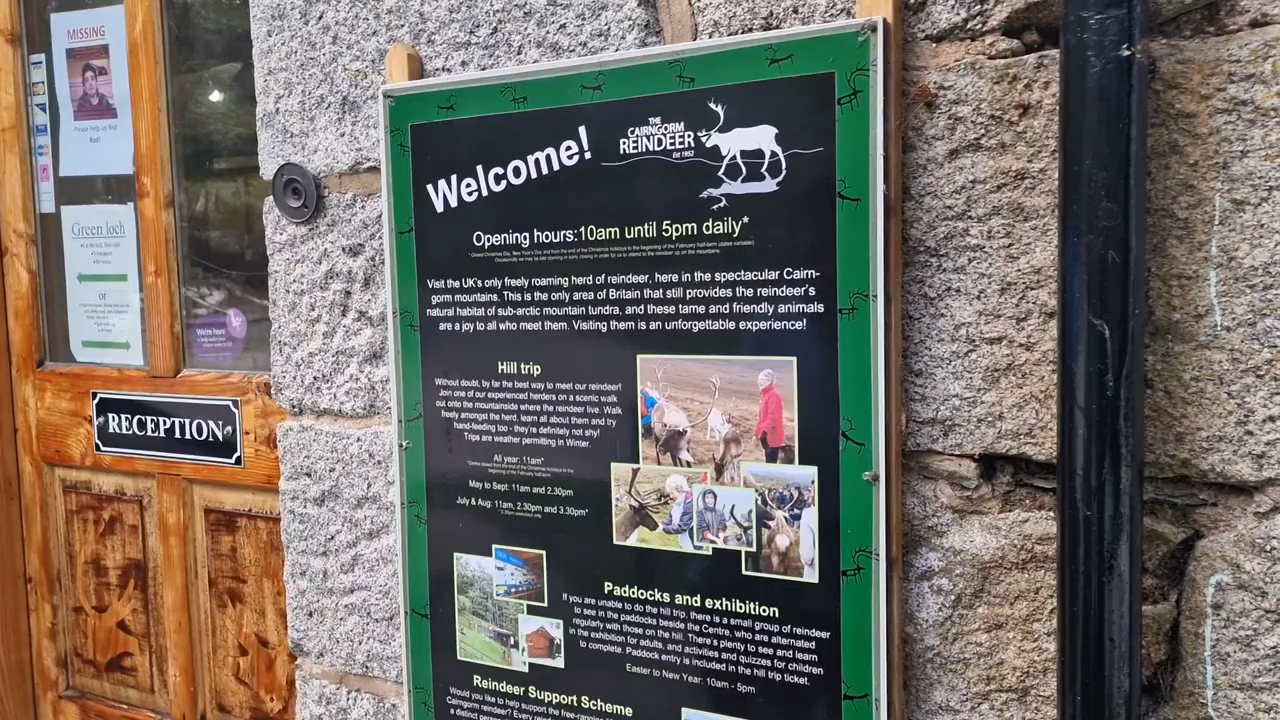 MISSING
Please help us find
Rod!
VISA
Green loch
or
We're here
RECEPTION
Welcome!
THE
CAIRNGORM
REINDEER
Est 1952
Opening hours:10am until 5pm daily*
* Closed Christmas Day, New Year's Day and from the end of the Christmas holidays to the beginning of the February half-term (dates variable).
Occasionally we may be late opening or early closing in order for us to attend to the reindeer up on the mountains.
Visit the UK's only freely roaming herd of reindeer, here in the spectacular Cairn-
gorm mountains. This is the only area of Britain that still provides the reindeer's
natural habitat of sub-arctic mountain tundra, and these tame and friendly animals
are a joy to all who meet them. Visiting them is an unforgettable experience!
Hill trip
Without doubt, by far the best way to meet our reindeer!
Join one of our experienced herders on a scenic walk
out onto the mountainside where the reindeer live. Walk
freely amongst the herd, learn all about them and try
hand-feeding too - they're definitely not shy!
Trips are weather permitting in Winter.
All year: 11am*
*Centre closed from the end of the Christmas holidays to the
beginning of the February half-term.
May to Sept: 11am and 2.30pm
July & Aug: 11am, 2.30pm and 3.30pm*
* 3.30pm weekdays only
Paddocks and exhibition
If you are unable to do the hill trip, there is a small group of reindeer
to see in the paddocks beside the Centre, who are alternated
regularly with those on the hill. There's plenty to see and learn
in the exhibition for adults, and activities and quizzes for children
to complete. Paddock entry is included in the hill trip ticket.
Easter to New Year: 10am - 5pm
Reindeer Support Scheme
Would you like to help support the free-ranging
Cairngorm reindeer? Every
a distinct